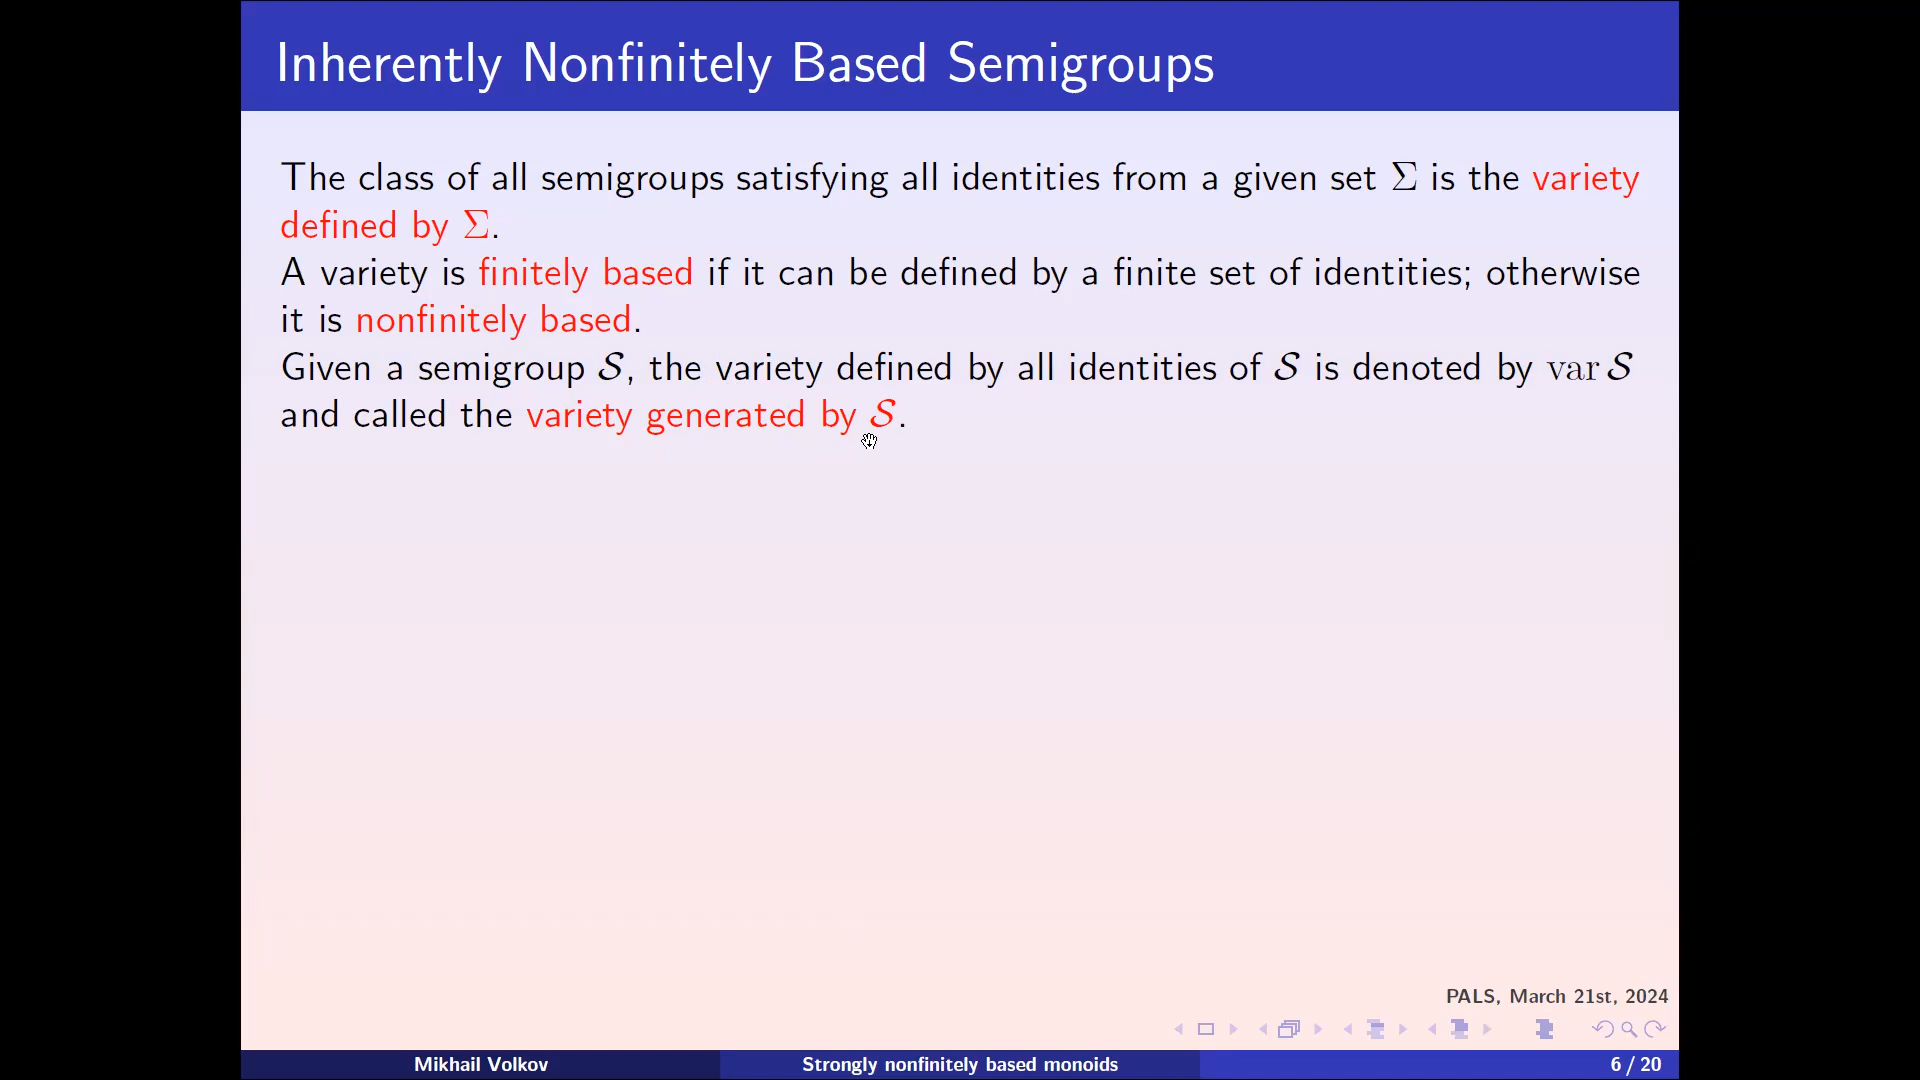 Inherently Nonfinitely Based Semigroups
The class of all semigroups satisfying all identities from a given set Σ is the variety
defined by Σ.
A variety is finitely based if it can be defined by a finite set of identities; otherwise
it is nonfinitely based.
Given a semigroup 𝒮, the variety defined by all identities of 𝒮 is denoted by var 𝒮
and called the variety generated by 𝒮.
PALS, March 21st, 2024
Mikhail Volkov
Strongly nonfinitely based monoids
6 / 20